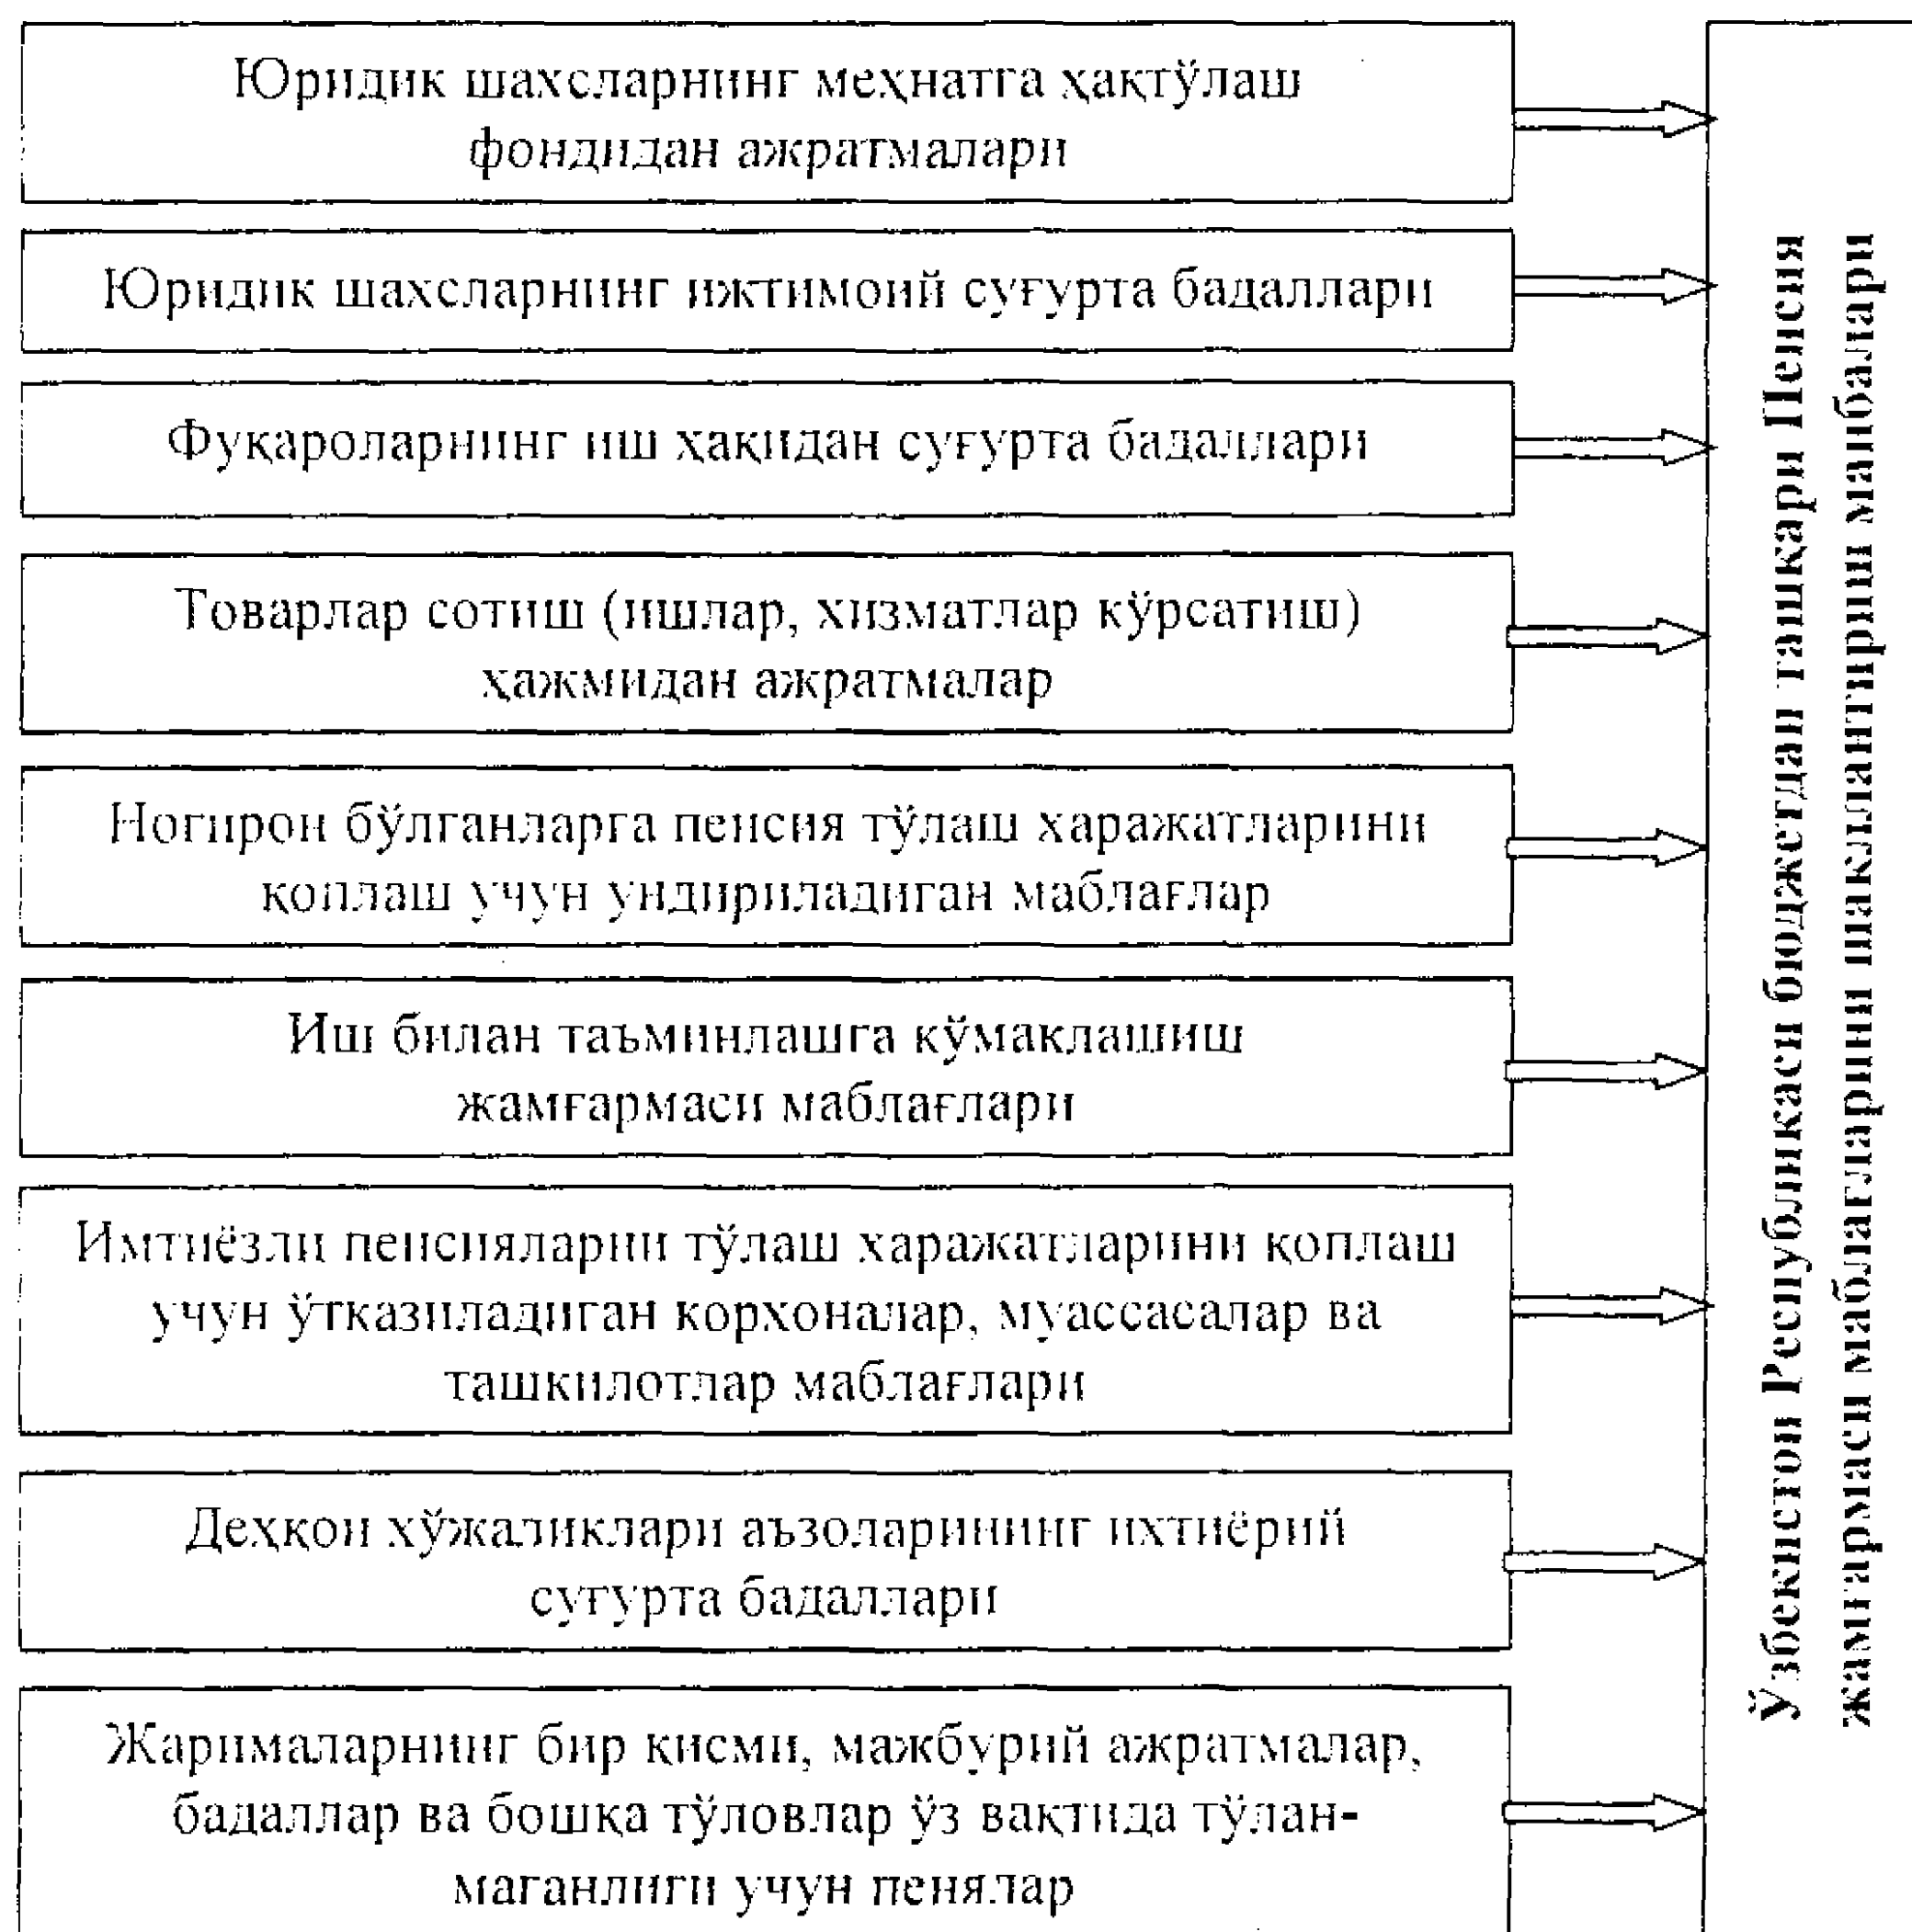 Юридик шахсларнинг меҳнатга ҳақтўлаш
фондидан ажратмалари
Юридик шахсларнинг ижтимоий суғурта бадаллари
Фуқароларнинг иш ҳақидан суғурта бадаллари
Товарлар сотиш (ишлар, хизматлар кўрсатиш)
ҳажмидан ажратмалар
Ногирон бўлганларга пенсия тўлаш харажатларини
қоплаш учун ундириладиган маблағлар
Иш билан таъминлашга кўмаклашиш
жамғармаси маблағлари
Имтиёзли пенсияларни тўлаш харажатларини қоплаш
учун ўтказиладиган корхоналар, муассасалар ва
ташкилотлар маблағлари
Деҳқон хўжаликлари аъзоларининг ихтиёрий
суғурта бадаллари
Жарималарнинг бир қисми, мажбурий ажратмалар,
бадаллар ва бошқа тўловлар ўз вақтида тўлан-
маганлиги учун пенялар
Ўзбекистон Республикаси бюджетдан ташкари Пенсия
жамғармаси маблағларини шакллантириш манбалари